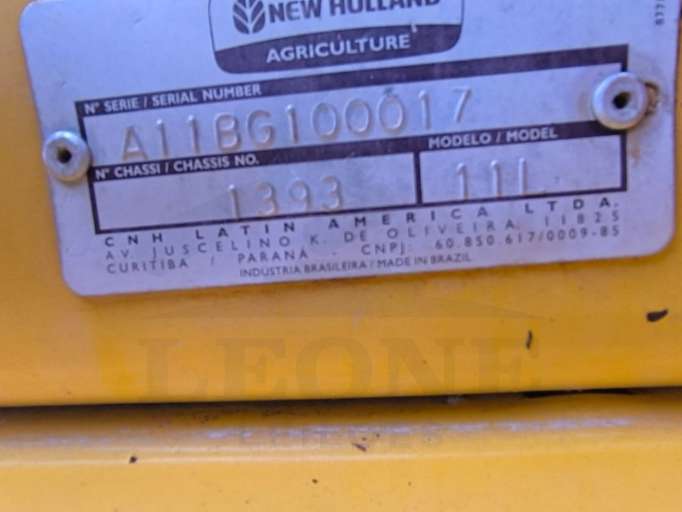 NEW HOLLAND
AGRICULTURE
Nº SERIE / SERIAL NUMBER
A11BG100017
Nº CHASSI / CHASSIS NO.
MODELO / MODEL
1393
11L
CNH LATIN AMERICA LTDA.
AV. JUSCELINO K. DE OLIVEIRA, 11825
CURITIBA / PARANÁ - CNPJ: 60.850.617/0009-85
INDUSTRIA BRASILEIRA / MADE IN BRAZIL
LEONE